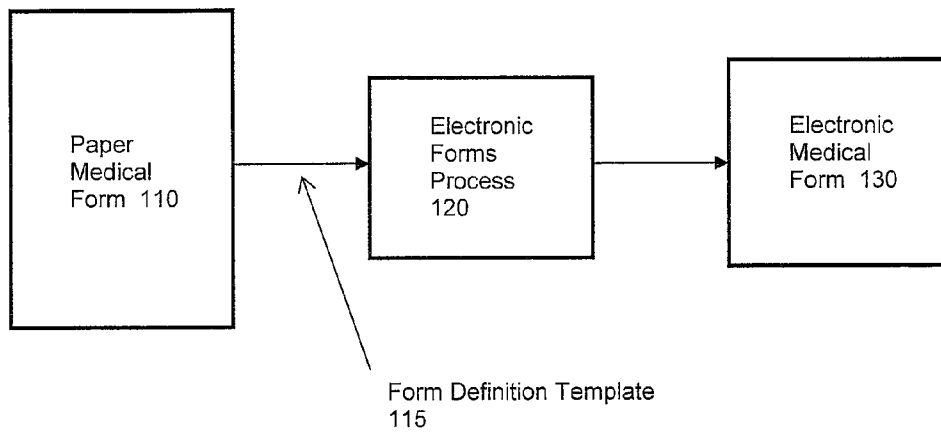 Paper
Medical
Form 110
Electronic
Forms
Process
120
Electronic
Medical
Form 130
Form Definition Template
115